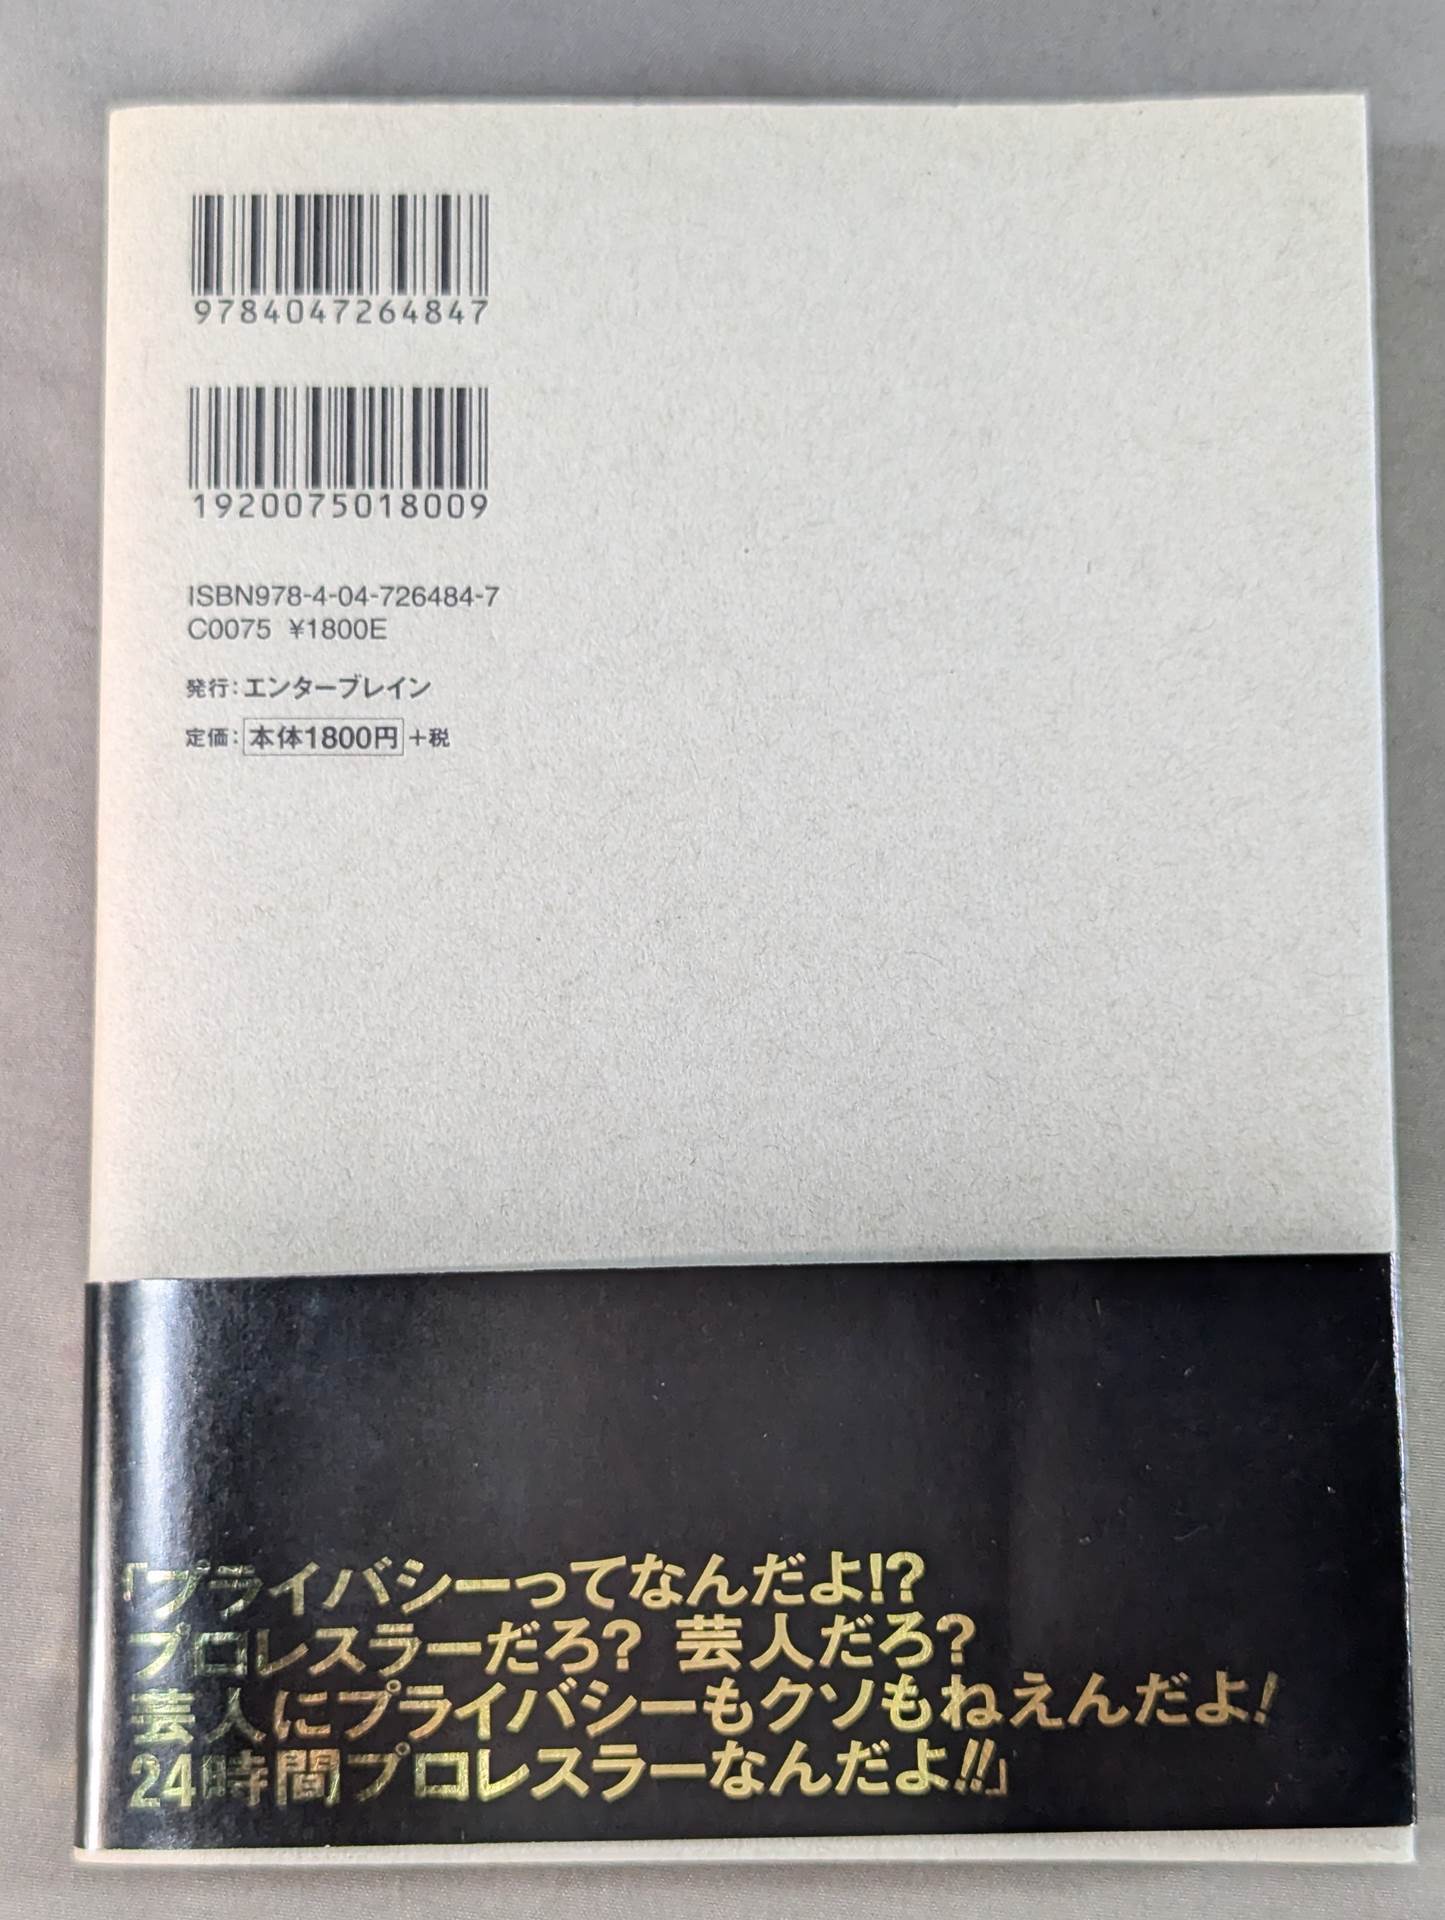 9784047264847
1920075018009
ISBN978-4-04-726484-7
C0075 ¥1800E
発行：エンターブレイン
定価：本体1800円＋税
「プライバシーってなんだよ!?
プロレスラーだろ? 芸人だろ?
芸人にプライバシーもクソもねえんだよ!
24時間プロレスラーなんだよ!!」